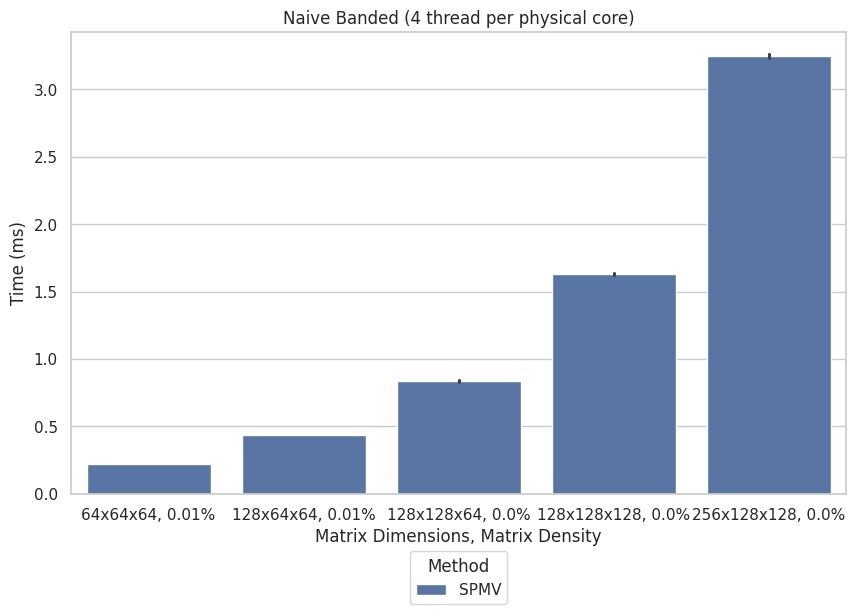 Naive Banded (4 thread per physical core)
Time (ms)
3.0
2.5
2.0
1.5
1.0
0.5
0.0
64x64x64, 0.01%
128x64x64, 0.01%
128x128x64, 0.0%
128x128x128, 0.0%
256x128x128, 0.0%
Matrix Dimensions, Matrix Density
Method
SPMV